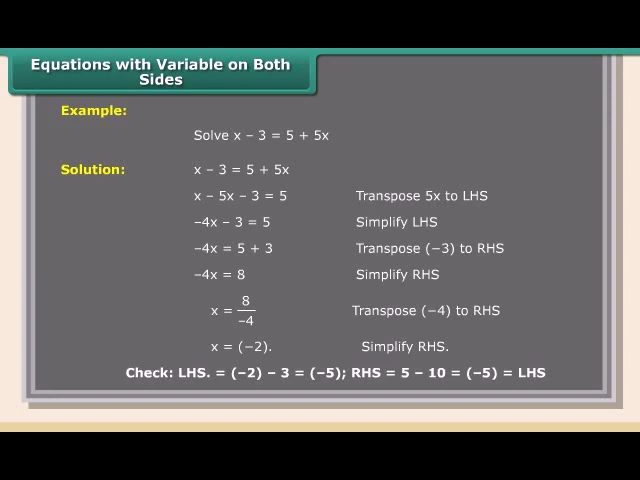 Equations with Variable on Both
Sides
Example:
Solve x – 3 = 5 + 5x
Solution: x – 3 = 5 + 5x
x – 5x – 3 = 5 Transpose 5x to LHS
–4x – 3 = 5 Simplify LHS
–4x = 5 + 3 Transpose (−3) to RHS
–4x = 8 Simplify RHS
x = 8/–4 Transpose (−4) to RHS
x = (–2). Simplify RHS.
Check: LHS. = (–2) – 3 = (–5); RHS = 5 – 10 = (–5) = LHS